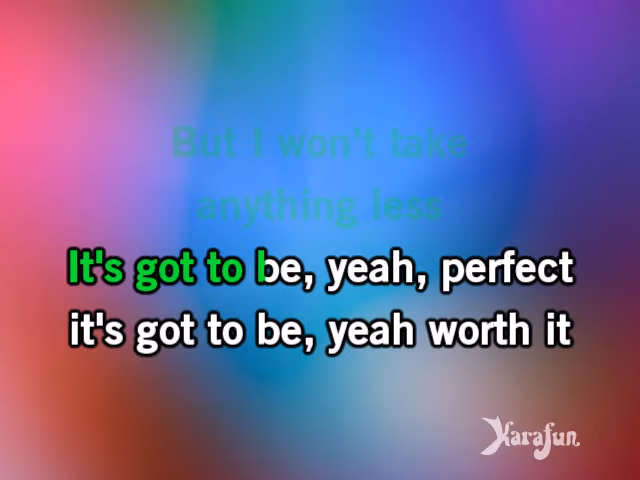 But I won't take
anything less
It's got to be, yeah, perfect
it's got to be, yeah worth it
Karafun